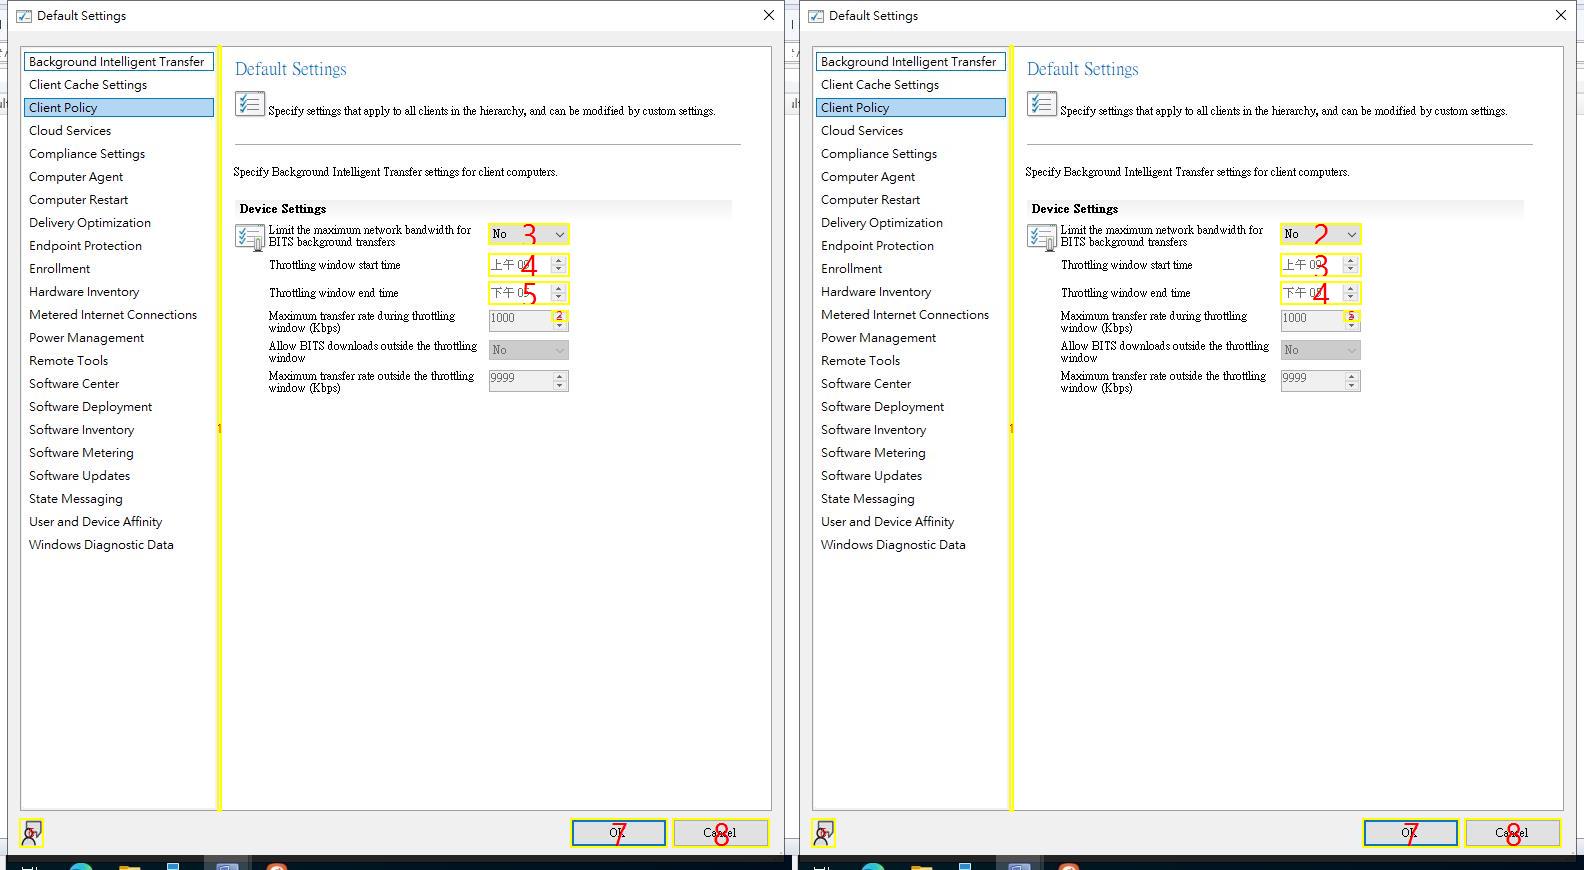 Default Settings
Background Intelligent Transfer
Client Cache Settings
Client Policy
Cloud Services
Compliance Settings
Computer Agent
Computer Restart
Delivery Optimization
Endpoint Protection
Enrollment
Hardware Inventory
Metered Internet Connections
Power Management
Remote Tools
Software Center
Software Deployment
Software Inventory
Software Metering
Software Updates
State Messaging
User and Device Affinity
Windows Diagnostic Data
1
Default Settings
Specify settings that apply to all clients in the hierarchy, and can be modified by custom settings.
Specify Background Intelligent Transfer settings for client computers.
Device Settings
Limit the maximum network bandwidth for
BITS background transfers
No
3
Throttling window start time
上午
4
Throttling window end time
下午
5
Maximum transfer rate during throttling
window (Kbps)
1000
2
Allow BITS downloads outside the throttling
window
No
Maximum transfer rate outside the throttling
window (Kbps)
9999
OK
7
Cancel
8
Default Settings
Background Intelligent Transfer
Client Cache Settings
Client Policy
Cloud Services
Compliance Settings
Computer Agent
Computer Restart
Delivery Optimization
Endpoint Protection
Enrollment
Hardware Inventory
Metered Internet Connections
Power Management
Remote Tools
Software Center
Software Deployment
Software Inventory
Software Metering
Software Updates
State Messaging
User and Device Affinity
Windows Diagnostic Data
1
Default Settings
Specify settings that apply to all clients in the hierarchy, and can be modified by custom settings.
Specify Background Intelligent Transfer settings for client computers.
Device Settings
Limit the maximum network bandwidth for
BITS background transfers
No
2
Throttling window start time
上午
3
Throttling window end time
下午
4
Maximum transfer rate during throttling
window (Kbps)
1000
5
Allow BITS downloads outside the throttling
window
No
Maximum transfer rate outside the throttling
window (Kbps)
9999
OK
7
Cancel
8